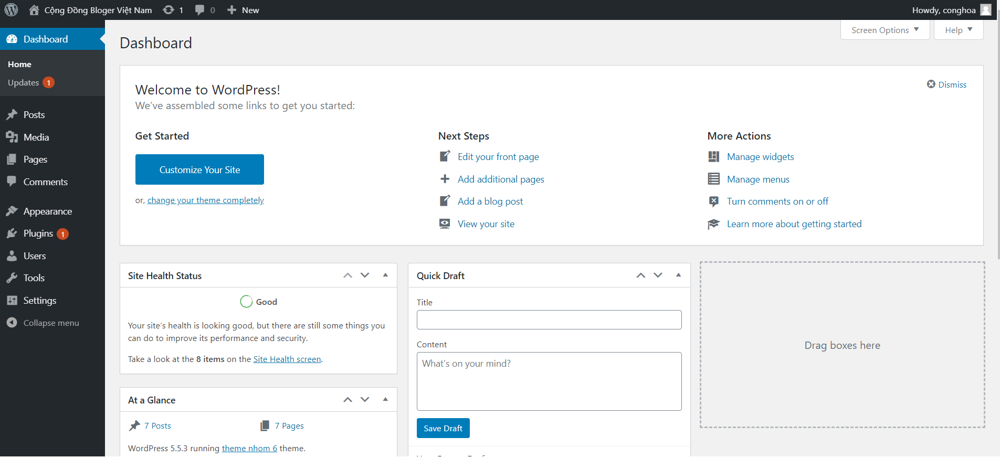 Cộng Đồng Bloger Việt Nam 1 0 New Howdy, conghoa
Dashboard
Home
Updates 1
Posts
Media
Pages
Comments
Appearance
Plugins 1
Users
Tools
Settings
Collapse menu
Screen Options Help
Dashboard
Welcome to WordPress!
We've assembled some links to get you started:
Dismiss
Get Started
Customize Your Site
or, change your theme completely
Next Steps
Edit your front page
Add additional pages
Add a blog post
View your site
More Actions
Manage widgets
Manage menus
Turn comments on or off
Learn more about getting started
Site Health Status
Good
Your site's health is looking good, but there are still some things you
can do to improve its performance and security.
Take a look at the 8 items on the Site Health screen.
At a Glance
7 Posts 7 Pages
WordPress 5.5.3 running theme nhom 6 theme.
Quick Draft
Title
Content
What's on your mind?
Save Draft
Drag boxes here